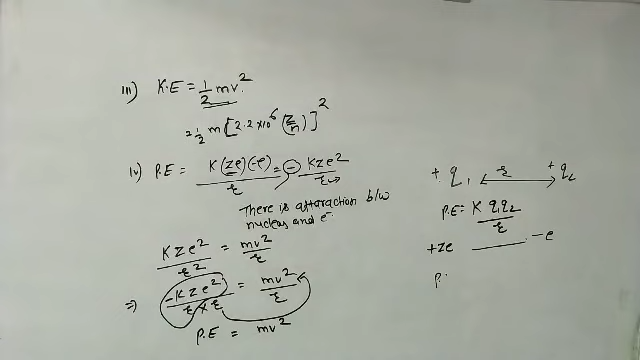 iii) K.E = 1/2 mv²
= 1/2 m [2.2 × 10⁶ (z/n)]²
iv) P.E = K(ze)(-e)/r = - Kze²/r
There is attraction b/w
nucleus and e⁻
Kze²/r² = mv²/r
⇒) -Kze²/r×r = mv²/r
P.E = mv²
+ q₁ ⟷ r + q₂
P.E = K q₁q₂/r
+ze —— -e
P.